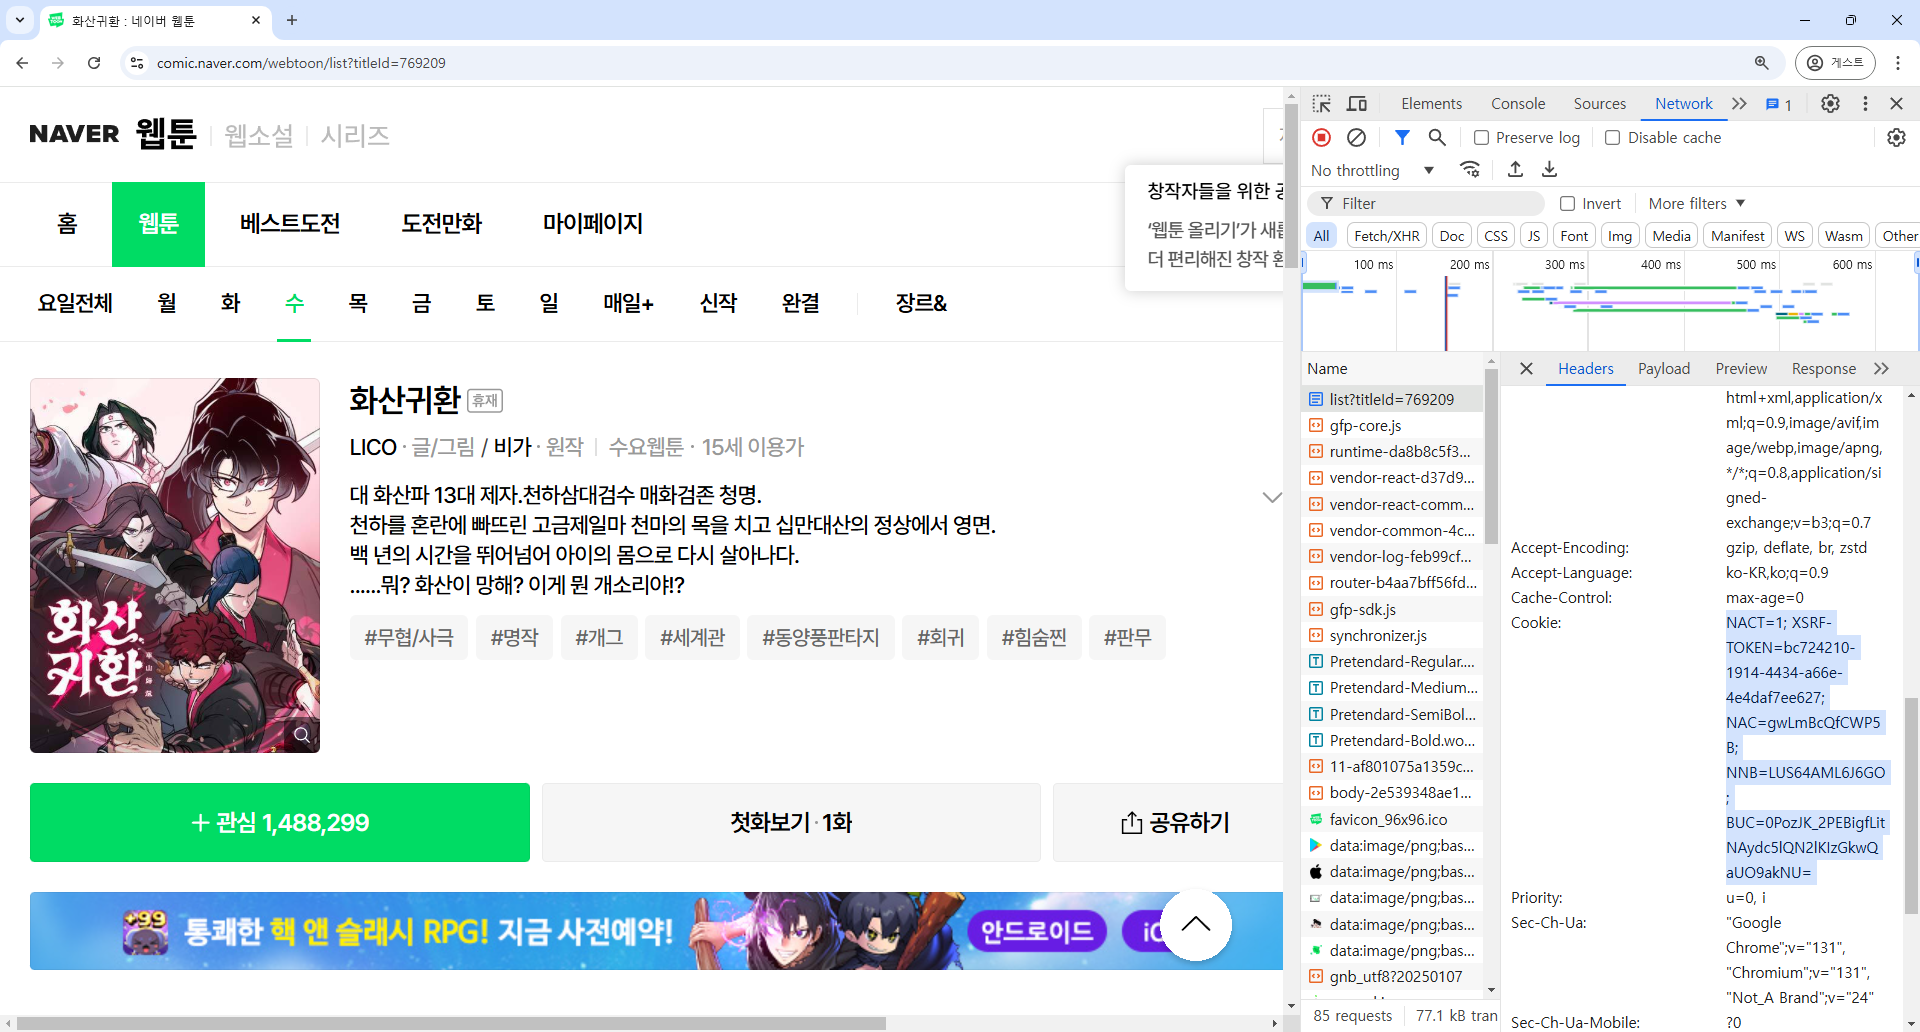 화산귀환 : 네이버 웹툰
comic.naver.com/webtoon/list?titleId=769209
게스트
NAVER 웹툰 웹소설 시리즈
창작자들을 위한
'웹툰 올리기'가
더 편리해진 창작
홈 웹툰 베스트도전 도전만화 마이페이지
요일전체 월 화 수 목 금 토 일 매일+ 신작 완결 장르&
화산귀환 휴재
LICO · 글/그림 / 비가 · 원작 수요웹툰 · 15세 이용가
대 화산파 13대 제자.천하삼대검수 매화검존 청명.
천하를 혼란에 빠뜨린 고금제일마 천마의 목을 치고 십만대산의 정상에서 영면.
백 년의 시간을 뛰어넘어 아이의 몸으로 다시 살아나다.
......뭐? 화산이 망해? 이게 뭔 개소리야!?
#무협/사극 #명작 #개그 #세계관 #동양풍판타지 #회귀 #힘숨찐 #판무
화산
귀환
+ 관심 1,488,299
첫화보기 · 1화
공유하기
+99
통쾌한 핵 앤 슬래시 RPG! 지금 사전예약!
안드로이드
Elements Console Sources Network 1
Preserve log Disable cache
No throttling
Filter Invert More filters
All Fetch/XHR Doc CSS JS Font Img Media Manifest WS Wasm Other
100 ms 200 ms 300 ms 400 ms 500 ms 600 ms
Name
list?titleId=769209
gfp-core.js
runtime-da8b8c5f3...
vendor-react-d37d9...
vendor-react-comm...
vendor-common-4c...
vendor-log-feb99cf...
router-b4aa7bff56fd...
gfp-sdk.js
synchronizer.js
Pretendard-Regular....
Pretendard-Medium...
Pretendard-SemiBol...
Pretendard-Bold.wo...
11-af801075a1359c...
body-2e539348ae1...
favicon_96x96.ico
data:image/png;bas...
data:image/png;bas...
data:image/png;bas...
data:image/png;bas...
data:image/png;bas...
gnb_utf8?20250107
85 requests 77.1 kB tran
Headers Payload Preview Response
html+xml,application/x
ml;q=0.9,image/avif,im
age/webp,image/apng,
*/*;q=0.8,application/si
gned-
exchange;v=b3;q=0.7
Accept-Encoding: gzip, deflate, br, zstd
Accept-Language: ko-KR,ko;q=0.9
Cache-Control: max-age=0
Cookie: NACT=1; XSRF-
TOKEN=bc724210-
1914-4434-a66e-
4e4daf7ee627;
NAC=gwLmBcQfCWP5
B;
NNB=LUS64AML6J6GO
;
BUC=0PozJK_2PEBigfLit
NAydc5lQN2lKIzGkwQ
aUO9akNU=
Priority: u=0, i
Sec-Ch-Ua: "Google
Chrome";v="131",
"Chromium";v="131",
"Not_A Brand";v="24"
Sec-Ch-Ua-Mobile: ?0